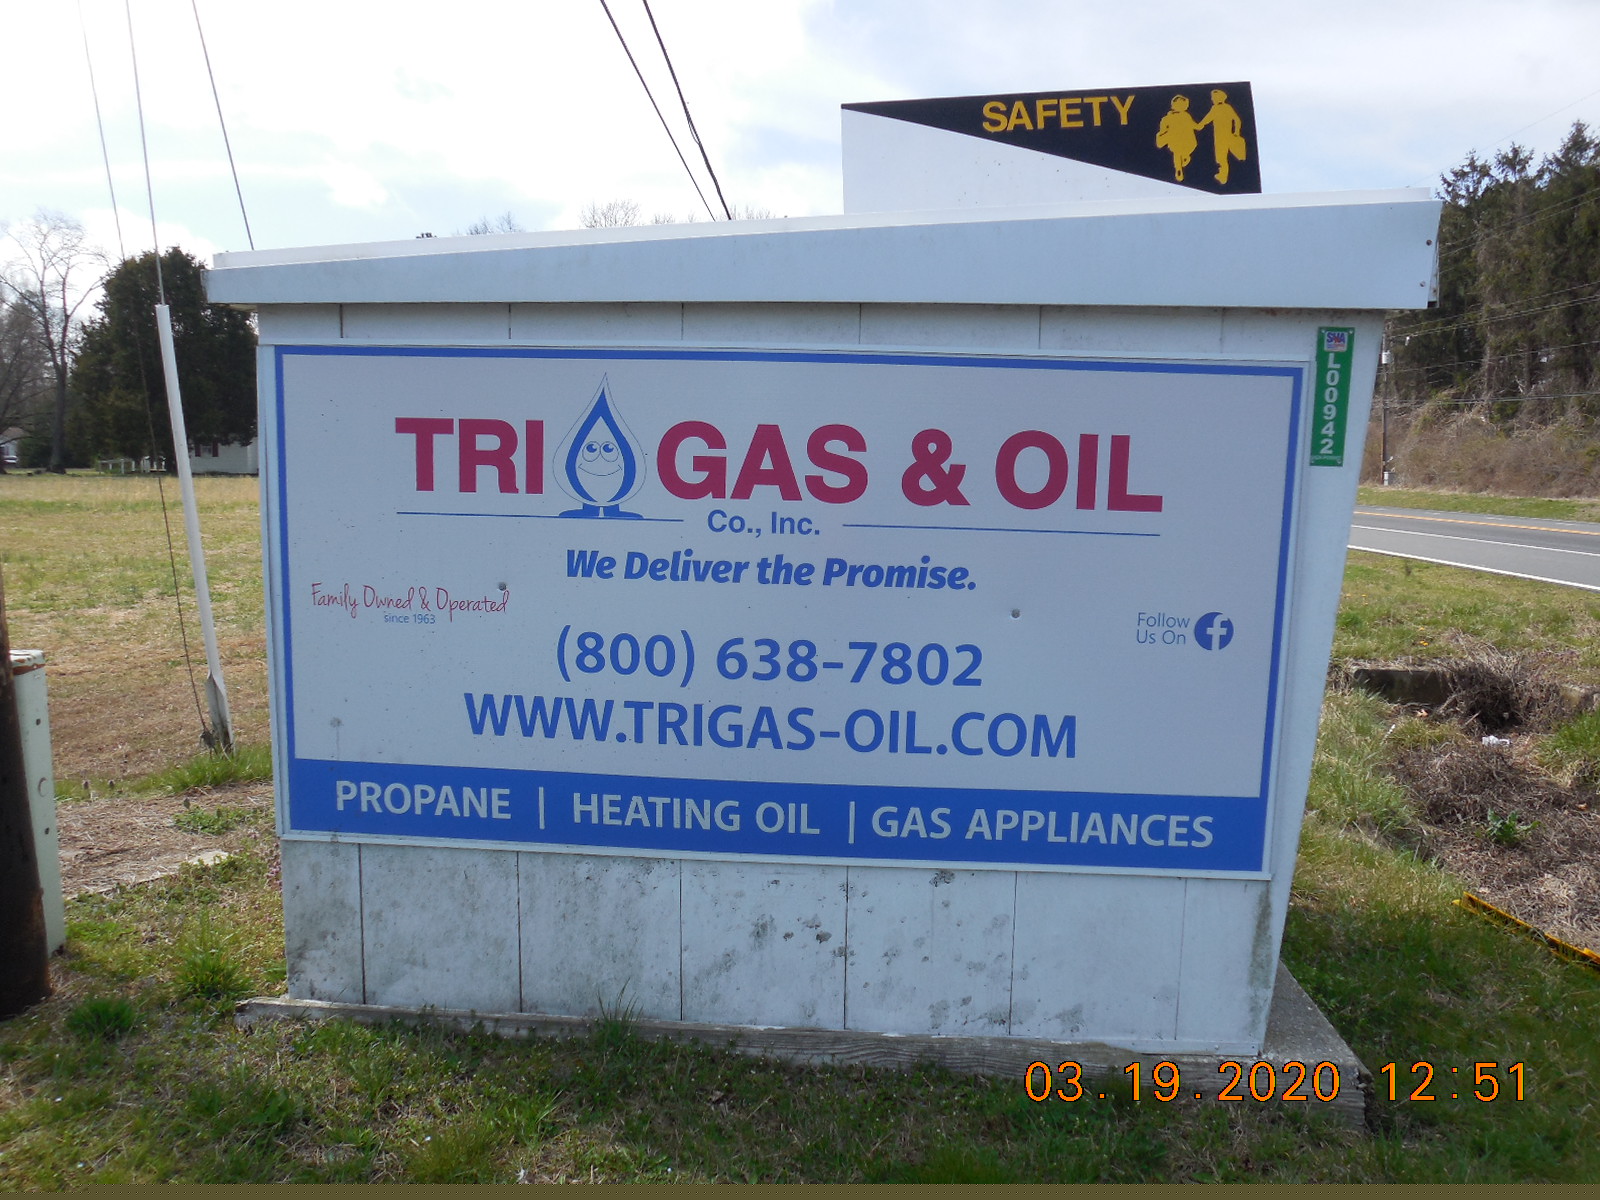 SAFETY
SHA
L00942
TRI GAS & OIL
Co., Inc.
We Deliver the Promise.
Family Owned & Operated
since 1963
Follow
Us On
(800) 638-7802
WWW.TRIGAS-OIL.COM
PROPANE | HEATING OIL | GAS APPLIANCES
03.19.2020 12:51